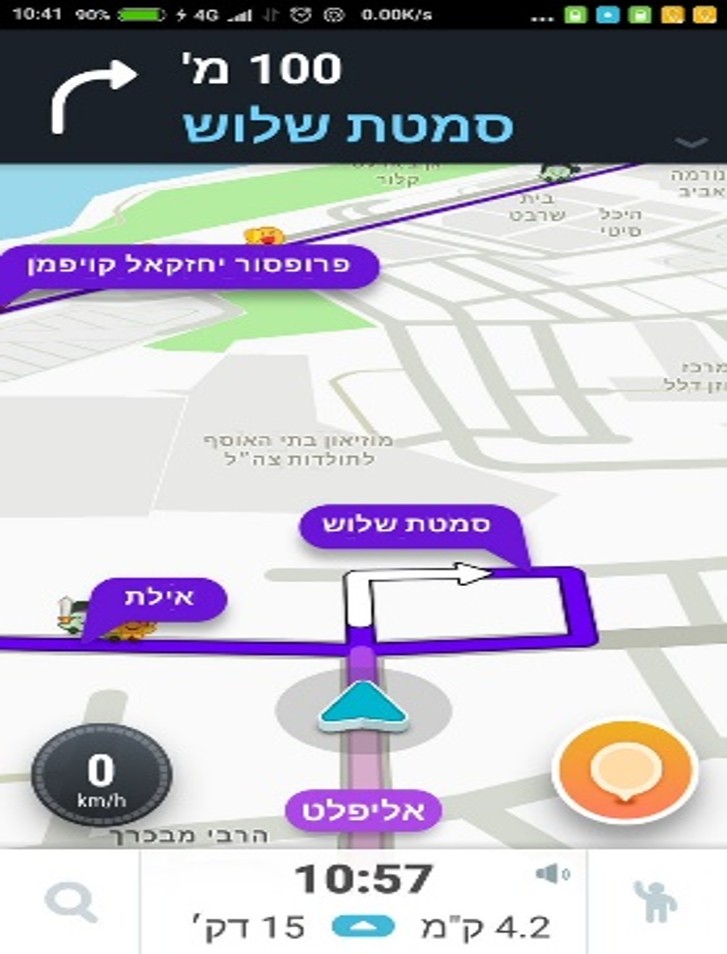 10:41 90% 4G 0.00K/s ...
100 מ'
סמטת שלוש
קלור
נורמה
אביב
בית
שרבט
היכל
סיטי
פרופסור יחזקאל קויפמן
מרכז
דלל
מוזיאון בתי האוסף
לתולדות צה"ל
סמטת שלוש
אילת
0
km/h
אליפלט
הרבי מבכרך
10:57
4.2 ק"מ 15 דק'